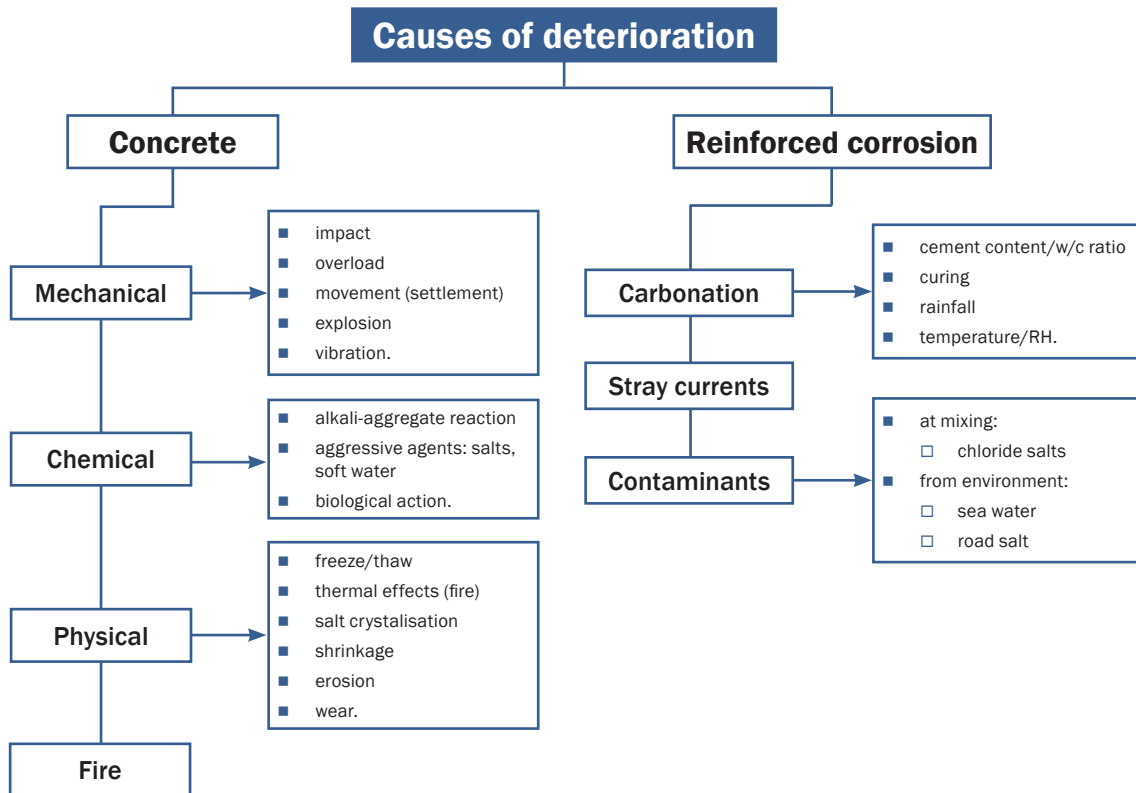 Causes of deterioration
Concrete
Mechanical
■ impact
■ overload
■ movement (settlement)
■ explosion
■ vibration.
Chemical
■ alkali-aggregate reaction
■ aggressive agents: salts,
soft water
■ biological action.
Physical
■ freeze/thaw
■ thermal effects (fire)
■ salt crystalisation
■ shrinkage
■ erosion
■ wear.
Fire
Reinforced corrosion
Carbonation
■ cement content/w/c ratio
■ curing
■ rainfall
■ temperature/RH.
Stray currents
Contaminants
■ at mixing:
□ chloride salts
■ from environment:
□ sea water
□ road salt